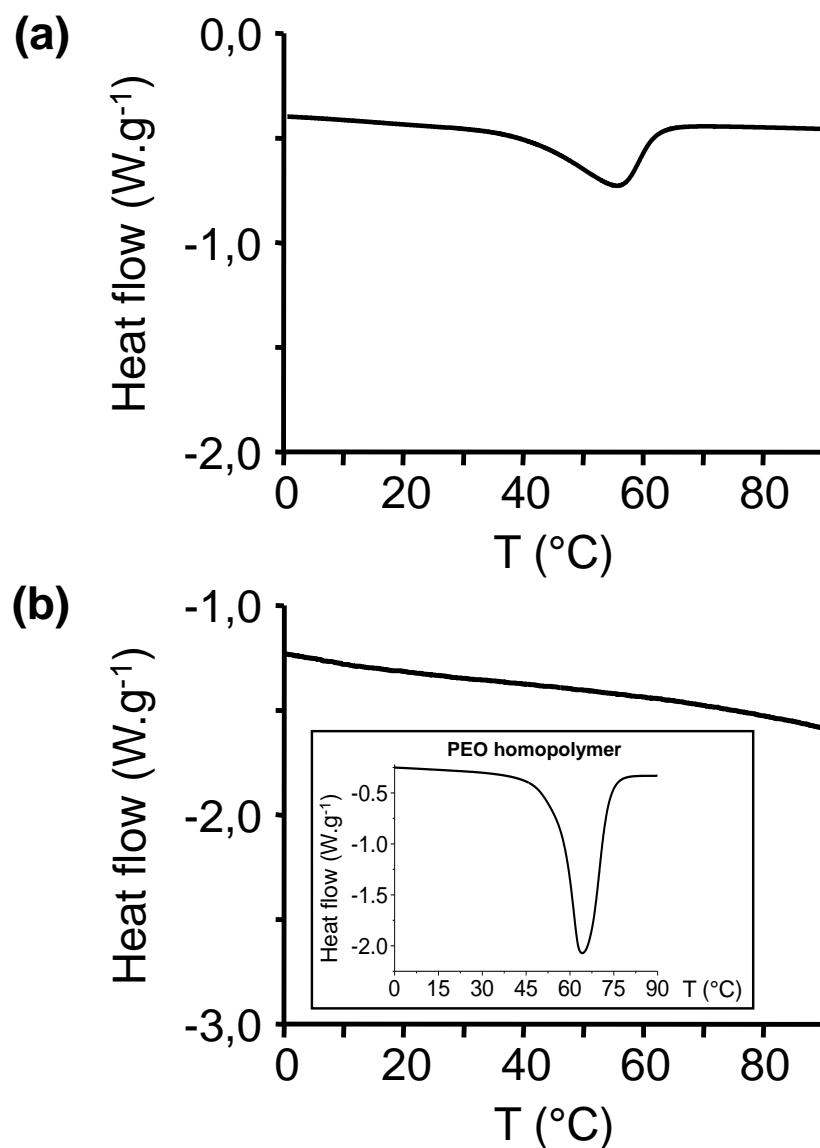 (a)
0,0
-1,0
-2,0
Heat flow (W.g-1)
0 20 40 60 80
T (°C)
(b)
-1,0
-2,0
-3,0
Heat flow (W.g-1)
PEO homopolymer
-0.5
-1.0
-1.5
-2.0
Heat flow (W.g-1)
0 15 30 45 60 75 90 T (°C)
0 20 40 60 80
T (°C)